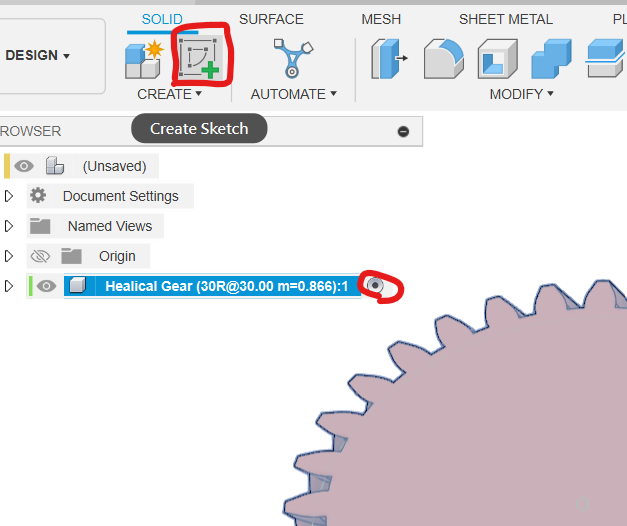 SOLID SURFACE MESH SHEET METAL PL
DESIGN
CREATE AUTOMATE MODIFY
ROWSER
Create Sketch
(Unsaved)
Document Settings
Named Views
Origin
Healical Gear (30R@30.00 m=0.866):1